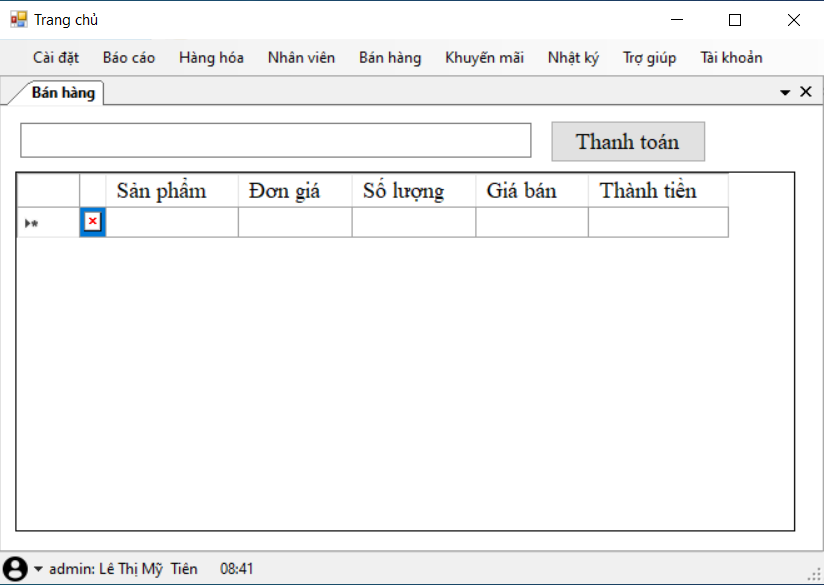 Trang chủ
Cài đặt Báo cáo Hàng hóa Nhân viên Bán hàng Khuyến mãi Nhật ký Trợ giúp Tài khoản
Bán hàng
Thanh toán
Sản phẩm Đơn giá Số lượng Giá bán Thành tiền
admin: Lê Thị Mỹ Tiên 08:41